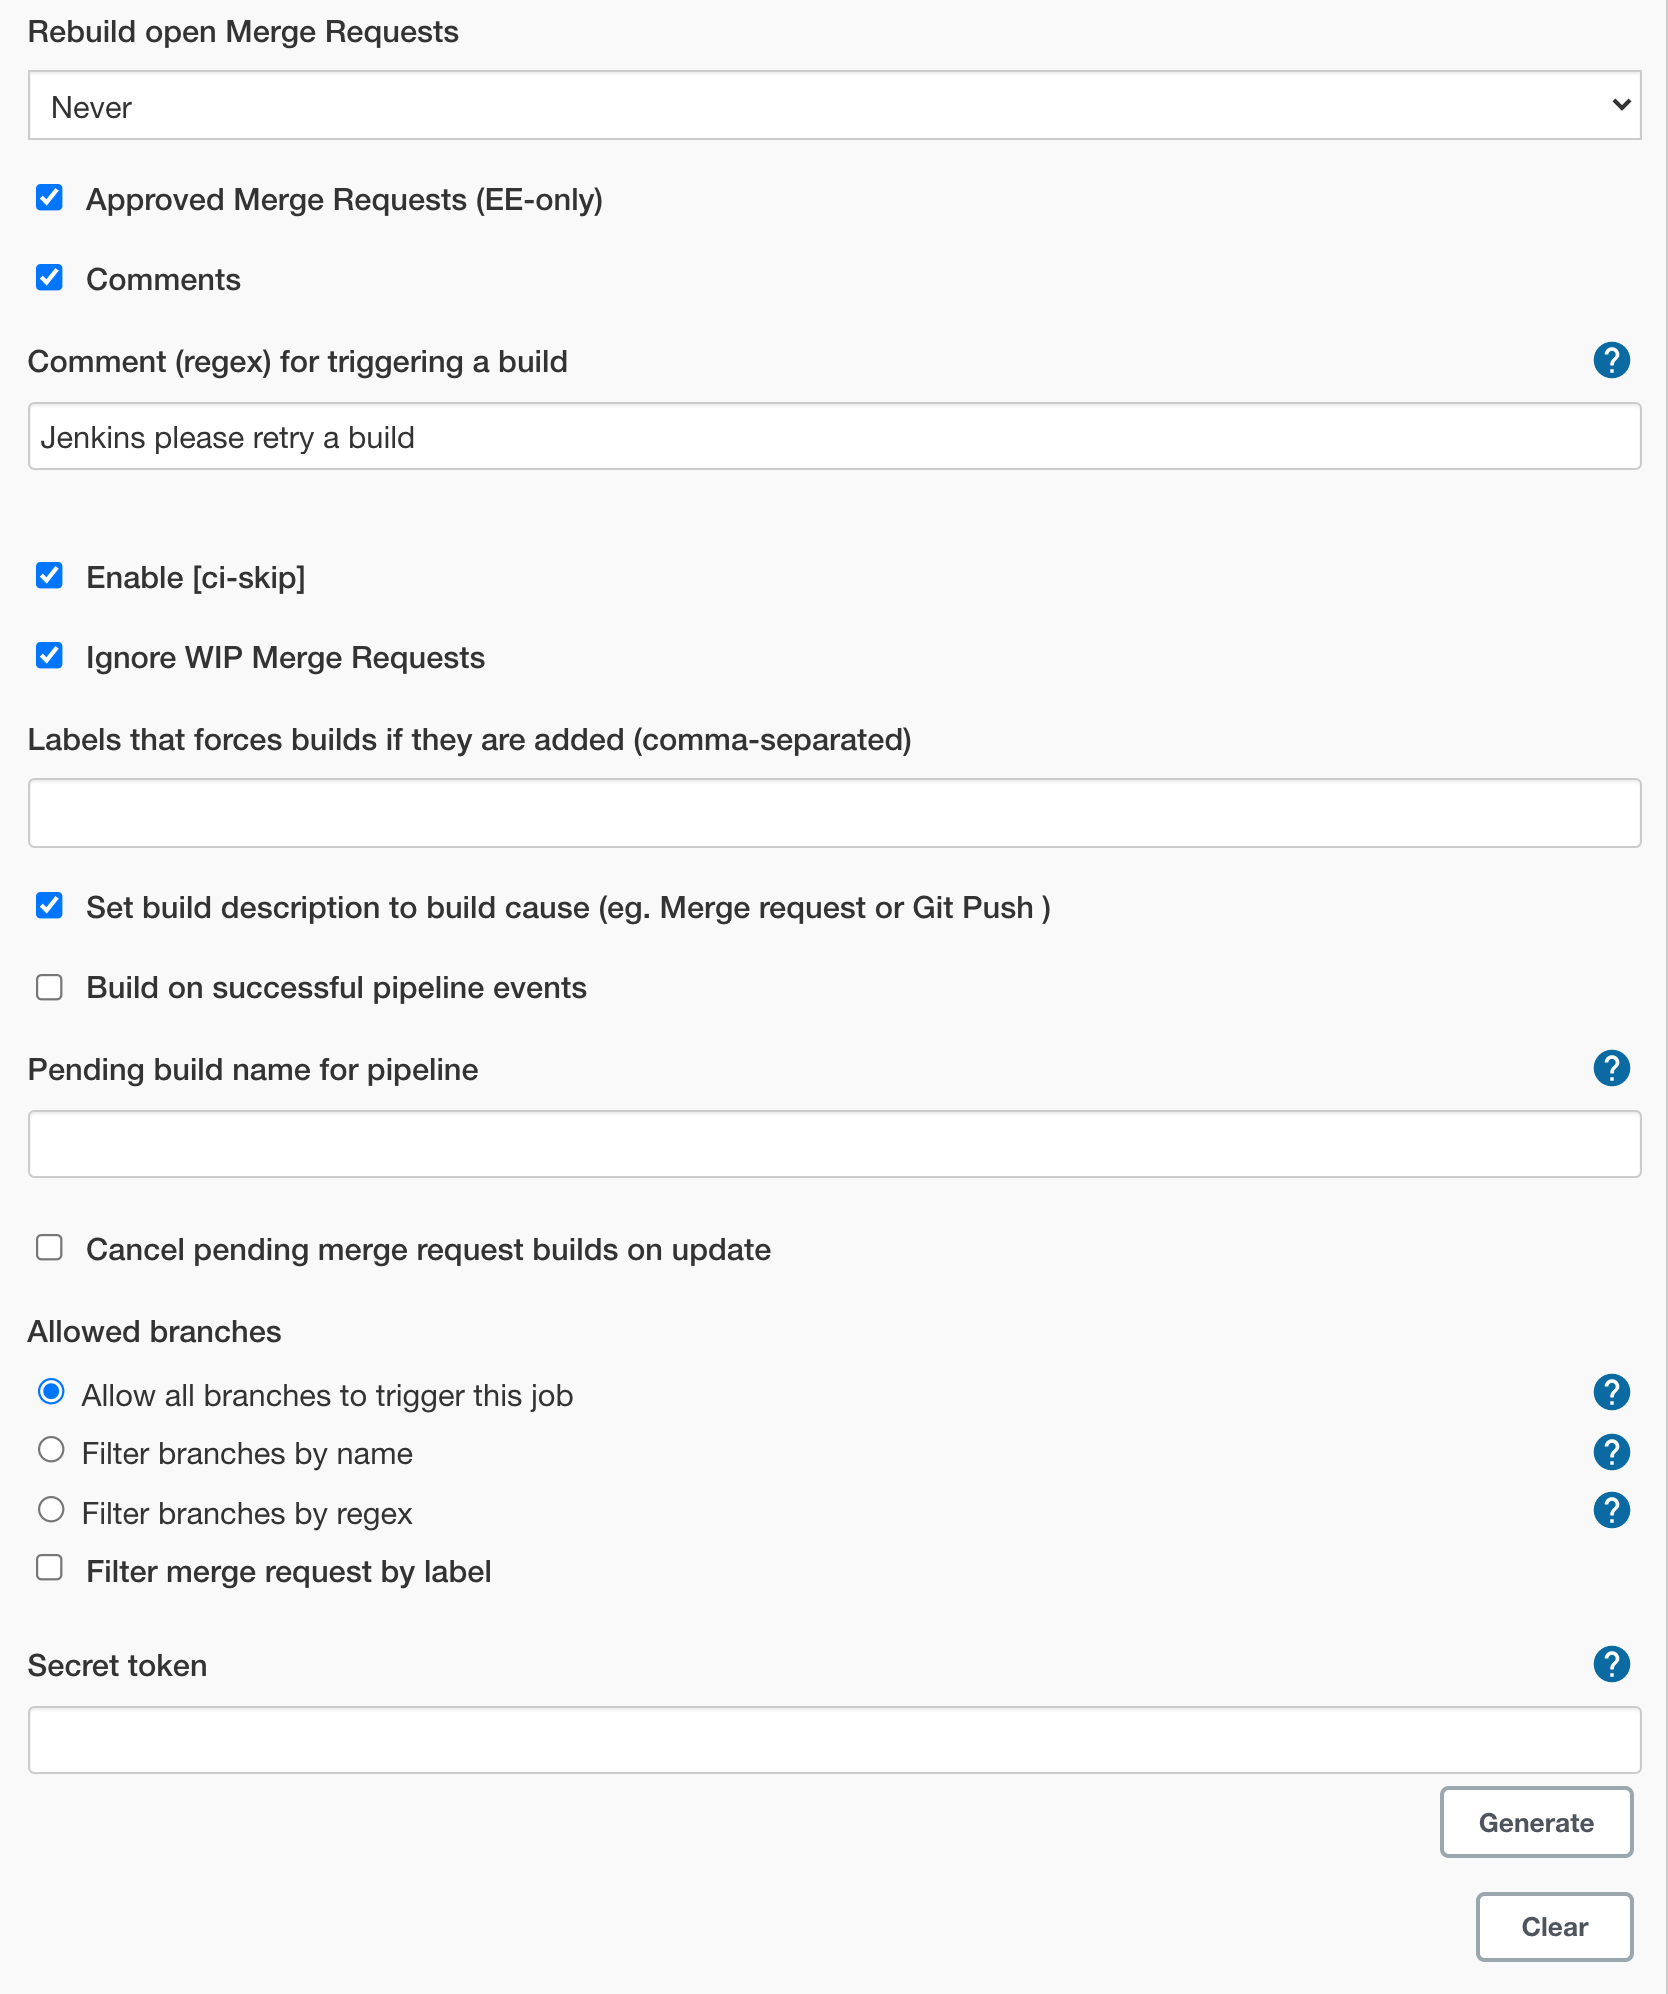 Rebuild open Merge Requests
Never
Approved Merge Requests (EE-only)
Comments
Comment (regex) for triggering a build
?
Jenkins please retry a build
Enable [ci-skip]
Ignore WIP Merge Requests
Labels that forces builds if they are added (comma-separated)
Set build description to build cause (eg. Merge request or Git Push )
Build on successful pipeline events
Pending build name for pipeline
?
Cancel pending merge request builds on update
Allowed branches
Allow all branches to trigger this job
?
Filter branches by name
?
Filter branches by regex
?
Filter merge request by label
Secret token
?
Generate
Clear